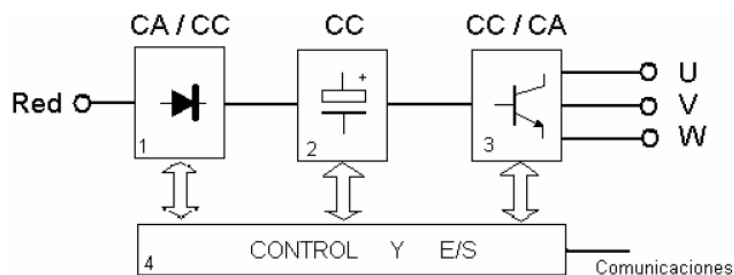 CA / CC
CC
CC / CA
Red
+
U
V
W
1
2
3
4
CONTROL Y E/S
Comunicaciones